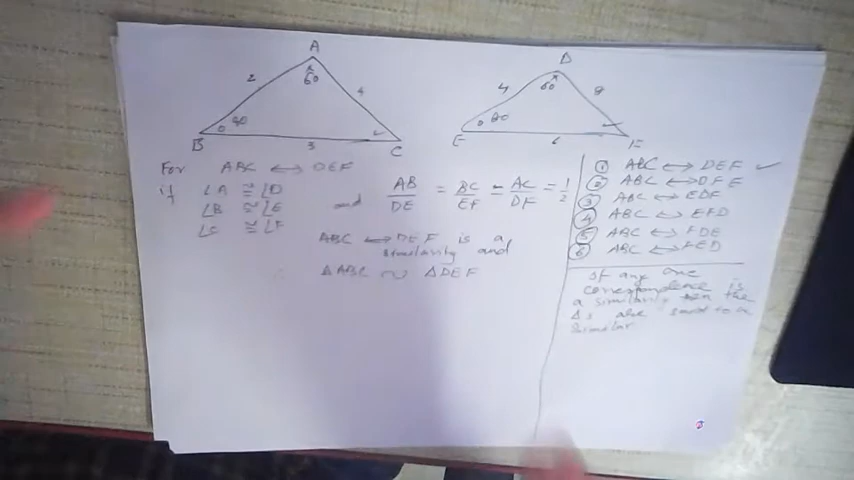 A
2
60
4
80
B
3
C
D
4
60
8
80
E
6
F
For ABC ↔ DEF
if ∠A ≅ ∠D
∠B ≅ ∠E
∠C ≅ ∠F
and AB/DE = BC/EF = AC/DF = 1/2
ABC ↔ DEF is a
similarity and
△ABC ~ △DEF
① ABC ↔ DEF ✓
② ABC ↔ DFE
③ ABC ↔ EDF
④ ABC ↔ EFD
⑤ ABC ↔ FDE
⑥ ABC ↔ FED
If any one
correspondence is
a similarity then the
△s are said to be
similar